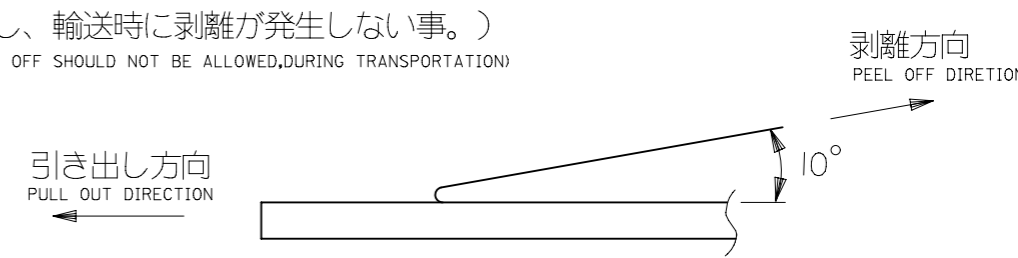 し、輸送時に剥離が発生しない事。)
OFF SHOULD NOT BE ALLOWED,DURING TRANSPORTATION)
剥離方向
PEEL OFF DIRETION
引き出し方向
PULL OUT DIRECTION
10°